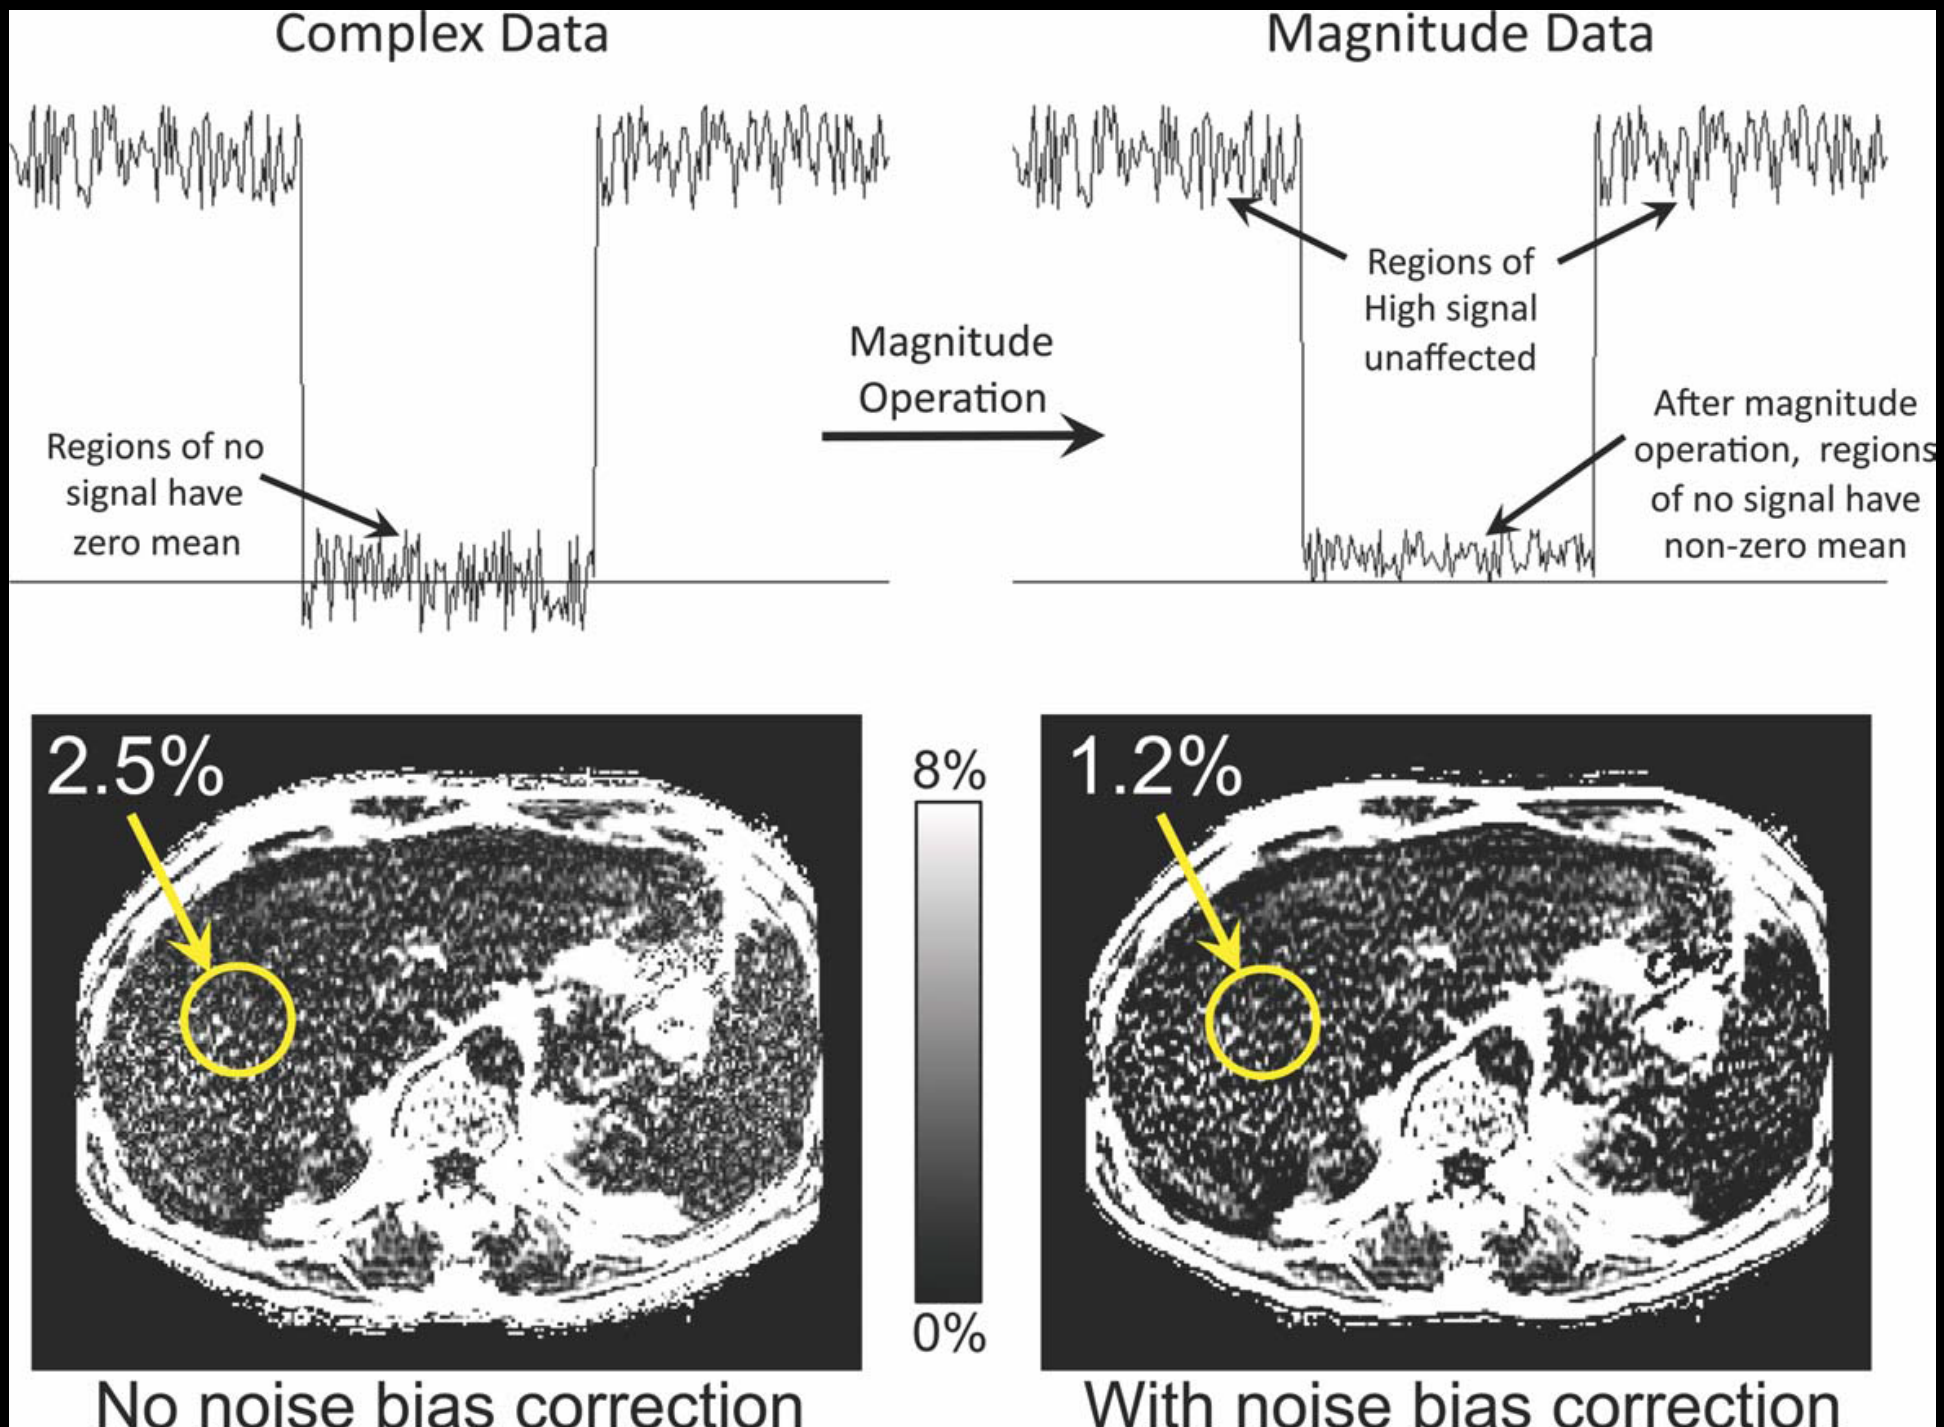 Complex Data
Magnitude Data
Regions of
High signal
unaffected
Magnitude
Operation
Regions of no
signal have
zero mean
After magnitude
operation, regions
of no signal have
non-zero mean
2.5%
8%
0%
1.2%
No noise bias correction
With noise bias correction